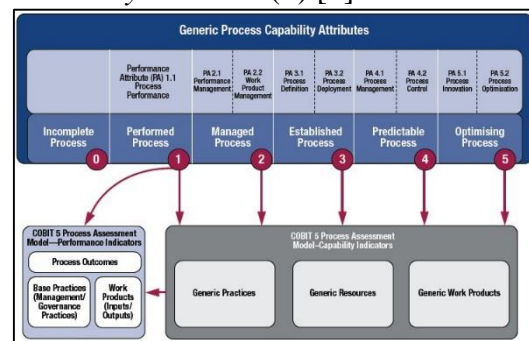 Generic Process Capability Attributes
Performance
Attribute (PA) 1.1
Process
Performance
PA 2.1
Performance
Management
PA 2.2
Work
Product
Management
PA 3.1
Process
Definition
PA 3.2
Process
Deployment
PA 4.1
Process
Management
PA 4.2
Process
Control
PA 5.1
Process
Innovation
PA 5.2
Process
Optimisation
Incomplete
Process
Performed
Process
Managed
Process
Established
Process
Predictable
Process
Optimising
Process
0
1
2
3
4
5
COBIT 5 Process Assessment
Model—Performance Indicators
Process Outcomes
Base Practices
(Management/
Governance
Practices)
Work
Products
(Inputs/
Outputs)
COBIT 5 Process Assessment
Model–Capability Indicators
Generic Practices
Generic Resources
Generic Work Products